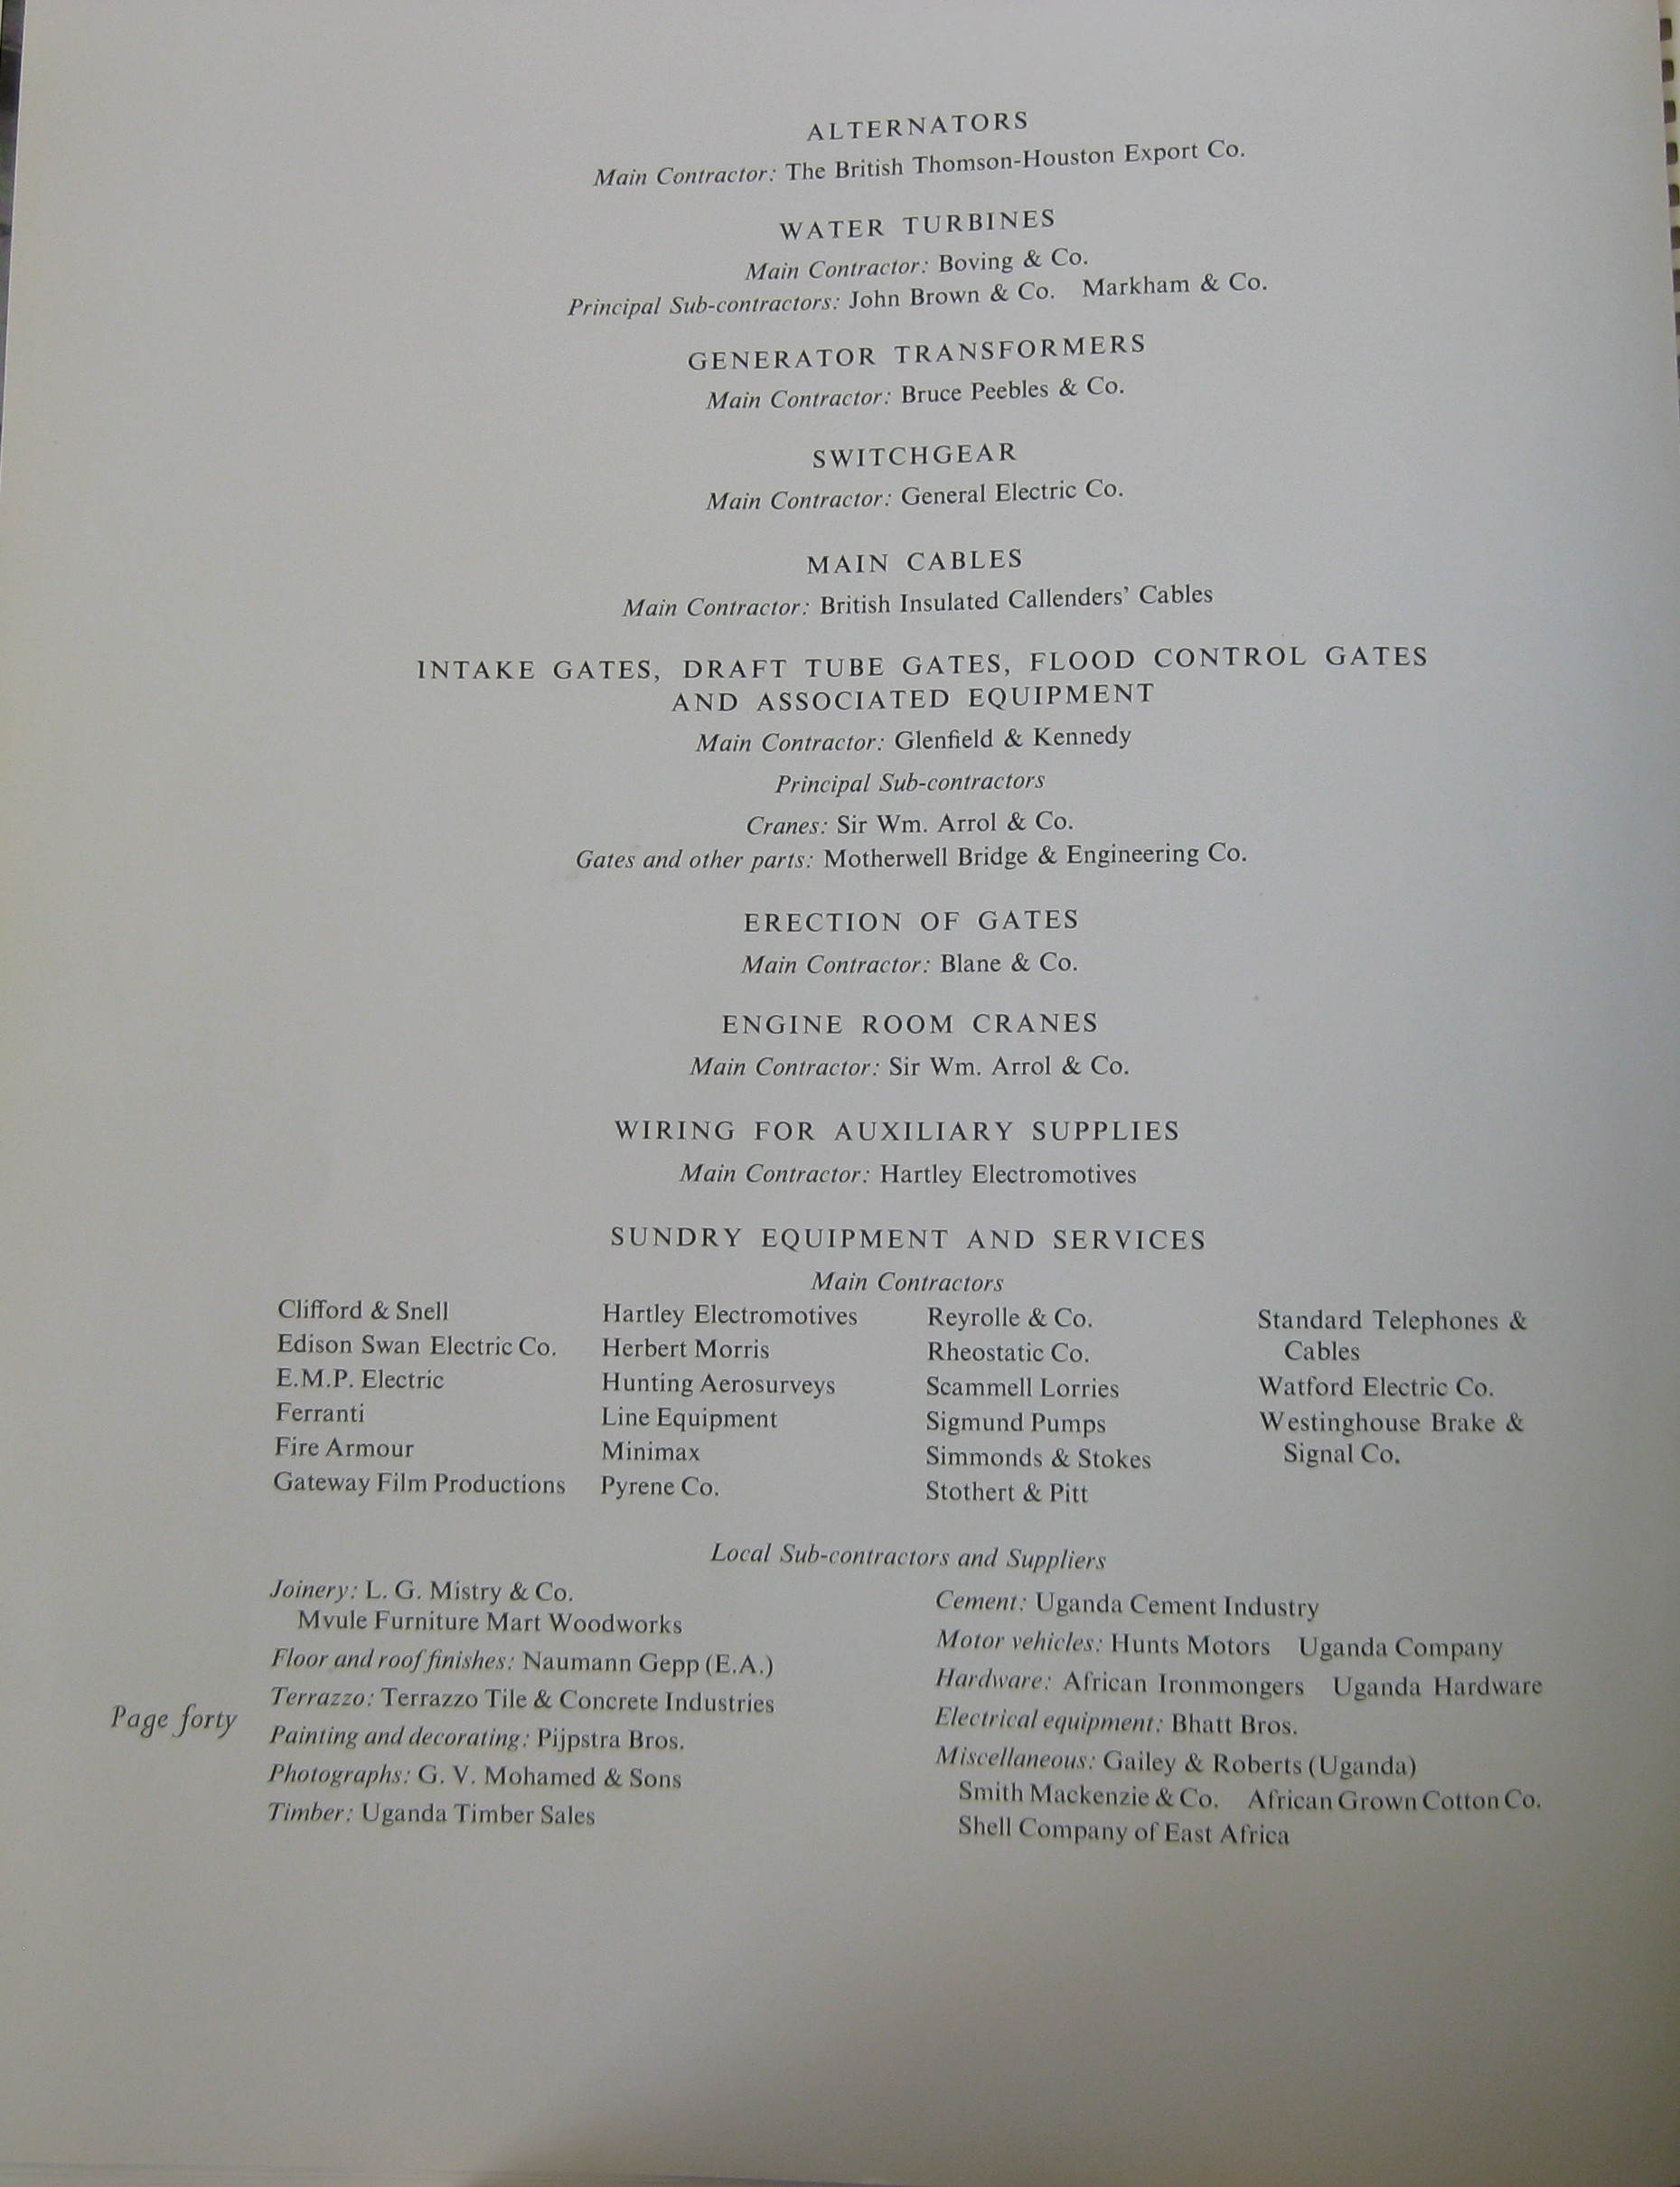 ALTERNATORS
Main Contractor: The British Thomson-Houston Export Co.
WATER TURBINES
Main Contractor: Boving & Co.
Principal Sub-contractors: John Brown & Co. Markham & Co.
GENERATOR TRANSFORMERS
Main Contractor: Bruce Peebles & Co.
SWITCHGEAR
Main Contractor: General Electric Co.
MAIN CABLES
Main Contractor: British Insulated Callenders' Cables
INTAKE GATES, DRAFT TUBE GATES, FLOOD CONTROL GATES
AND ASSOCIATED EQUIPMENT
Main Contractor: Glenfield & Kennedy
Principal Sub-contractors
Cranes: Sir Wm. Arrol & Co.
Gates and other parts: Motherwell Bridge & Engineering Co.
ERECTION OF GATES
Main Contractor: Blane & Co.
ENGINE ROOM CRANES
Main Contractor: Sir Wm. Arrol & Co.
WIRING FOR AUXILIARY SUPPLIES
Main Contractor: Hartley Electromotives
SUNDRY EQUIPMENT AND SERVICES
Main Contractors
Clifford & Snell
Edison Swan Electric Co.
E.M.P. Electric
Ferranti
Fire Armour
Gateway Film Productions
Hartley Electromotives
Herbert Morris
Hunting Aerosurveys
Line Equipment
Minimax
Pyrene Co.
Reyrolle & Co.
Rheostatic Co.
Scammell Lorries
Sigmund Pumps
Simmonds & Stokes
Stothert & Pitt
Standard Telephones &
Cables
Watford Electric Co.
Westinghouse Brake &
Signal Co.
Local Sub-contractors and Suppliers
Joinery: L. G. Mistry & Co.
Mvule Furniture Mart Woodworks
Floor and roof finishes: Naumann Gepp (E.A.)
Terrazzo: Terrazzo Tile & Concrete Industries
Painting and decorating: Pijpstra Bros.
Photographs: G. V. Mohamed & Sons
Timber: Uganda Timber Sales
Cement: Uganda Cement Industry
Motor vehicles: Hunts Motors Uganda Company
Hardware: African Ironmongers Uganda Hardware
Electrical equipment: Bhatt Bros.
Miscellaneous: Gailey & Roberts (Uganda)
Smith Mackenzie & Co. African Grown Cotton Co.
Shell Company of East Africa
Page forty